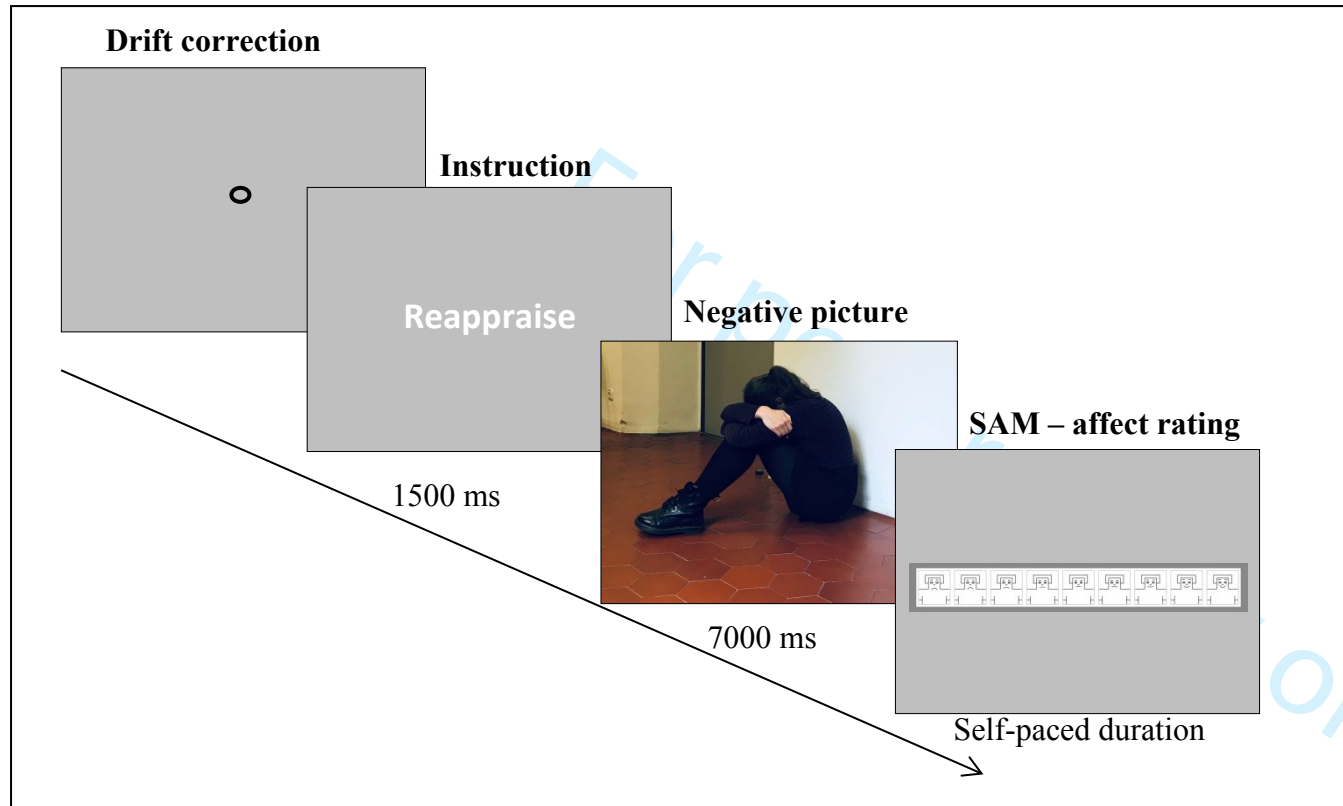 Drift correction
Instruction
Reappraise
1500 ms
Negative picture
7000 ms
SAM – affect rating
Self-paced duration